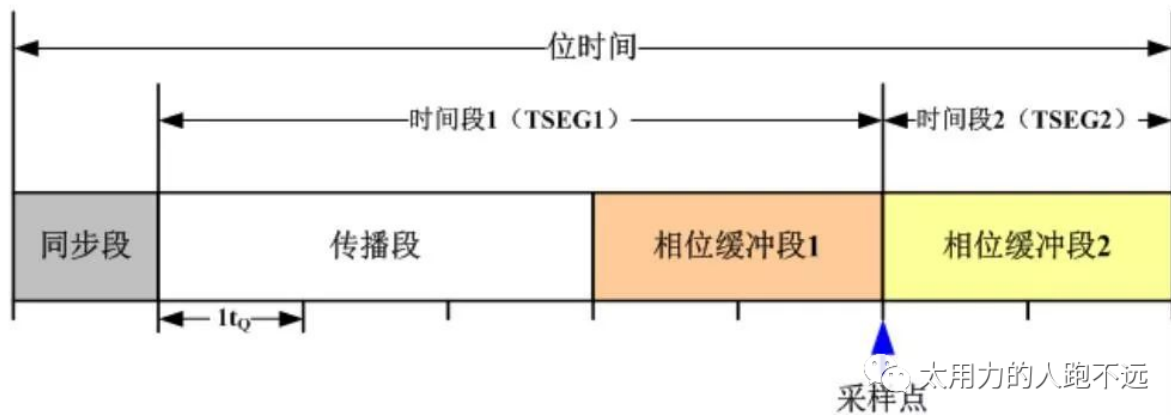 位时间
时间段1（TSEG1）
时间段2（TSEG2）
同步段
传播段
相位缓冲段1
相位缓冲段2
1tQ
太用力的人跑不远
采样点